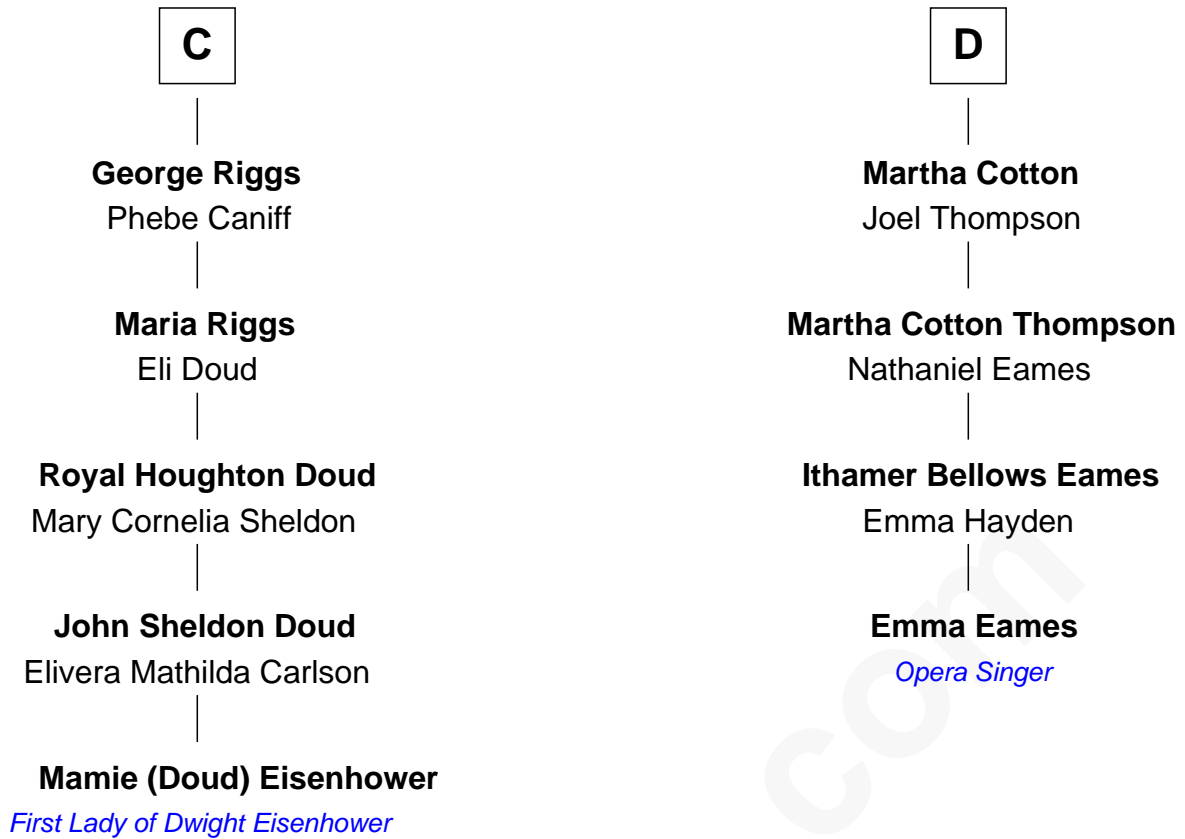 C
George Riggs
Phebe Caniff
Maria Riggs
Eli Doud
Royal Houghton Doud
Mary Cornelia Sheldon
John Sheldon Doud
Elivera Mathilda Carlson
Mamie (Doud) Eisenhower
First Lady of Dwight Eisenhower
D
Martha Cotton
Joel Thompson
Martha Cotton Thompson
Nathaniel Eames
Ithamer Bellows Eames
Emma Hayden
Emma Eames
Opera Singer
com